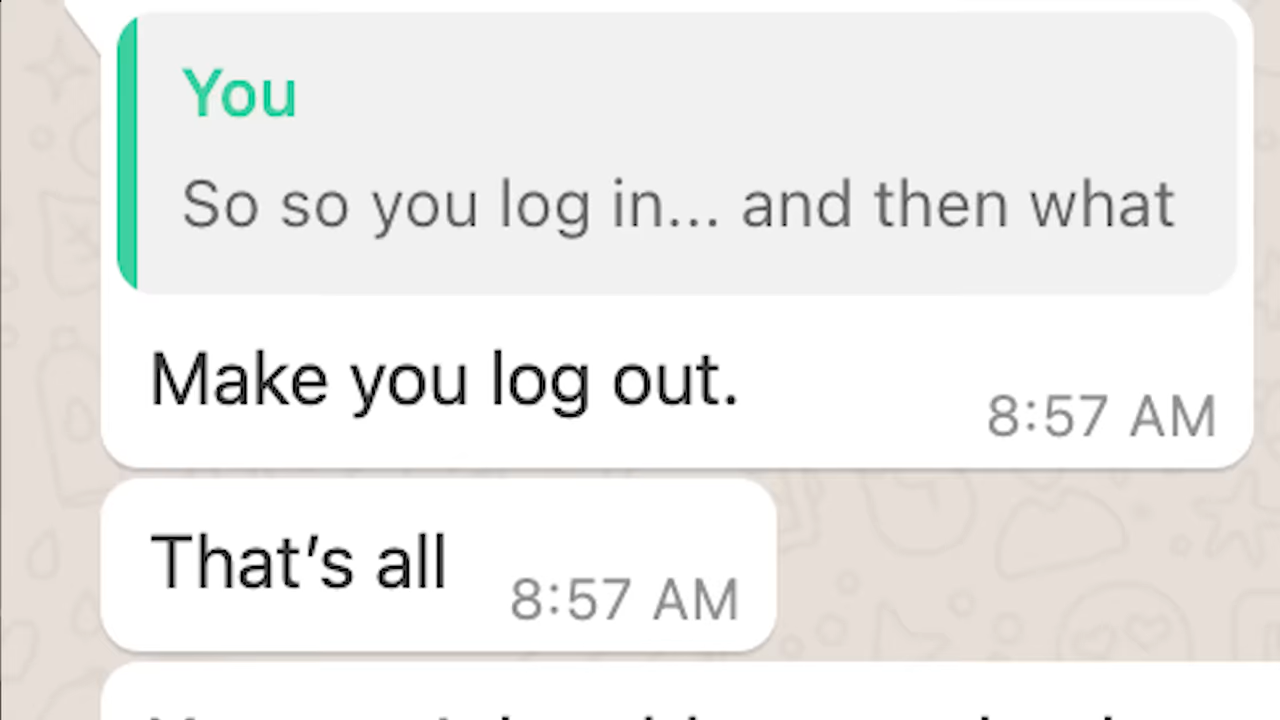 You
So so you log in... and then what
Make you log out.
8:57 AM
That's all
8:57 AM